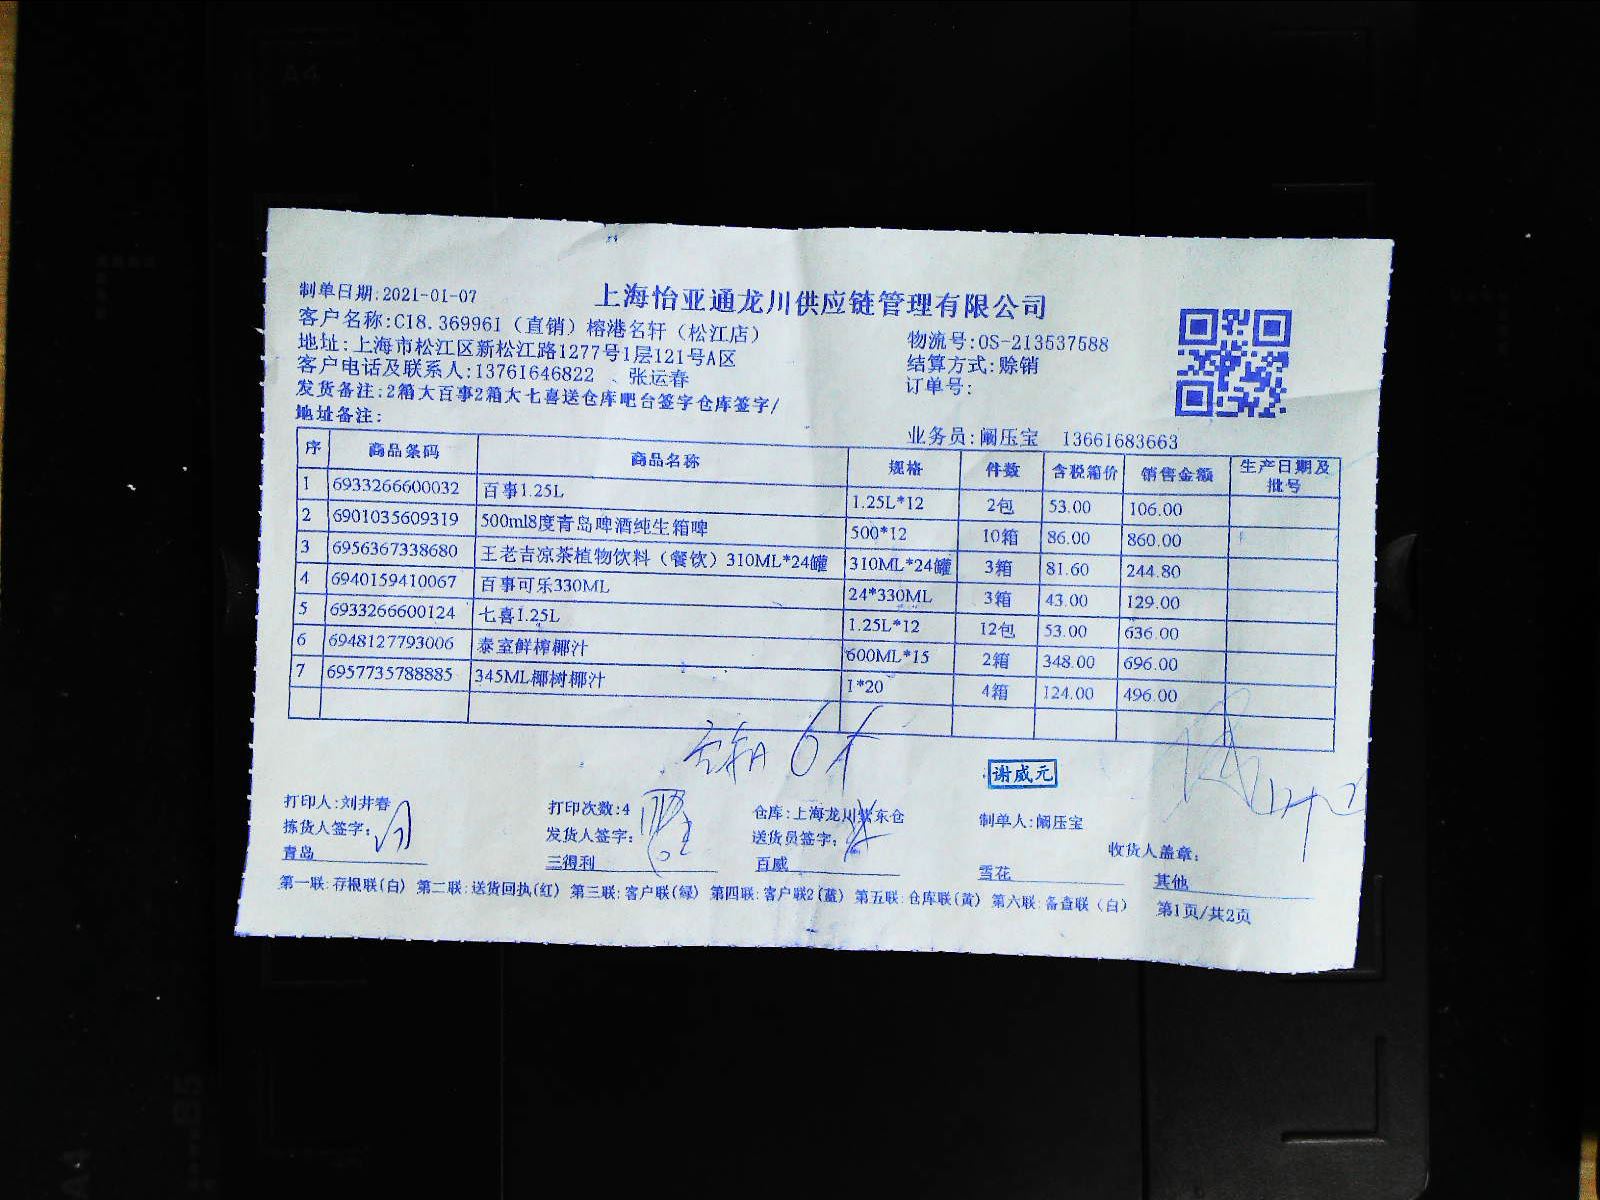 制单日期:2021-01-07
上海怡亚通龙川供应链管理有限公司
客户名称:C18.369961（直销）榕港名轩（松江店）
物流号:OS-213537588
地址:上海市松江区新松江路1277号1层121号A区
结算方式:赊销
客户电话及联系人:13761646822 、张运春
订单号:
发货备注:2箱大百事2箱大七喜送仓库吧台签字仓库签字/
地址备注:
业务员:阚压宝 13661683663
序 商品条码 商品名称 规格 件数 含税箱价 销售金额 生产日期及批号
1 6933266600032 百事1.25L 1.25L*12 2包 53.00 106.00
2 6901035609319 500ml8度青岛啤酒纯生箱啤 500*12 10箱 86.00 860.00
3 6956367338680 王老吉凉茶植物饮料（餐饮）310ML*24罐 310ML*24罐 3箱 81.60 244.80
4 6940159410067 百事可乐330ML 24*330ML 3箱 43.00 129.00
5 6933266600124 七喜1.25L 1.25L*12 12包 53.00 636.00
6 6948127793006 泰室鲜榨椰汁 600ML*15 2箱 348.00 696.00
7 6957735788885 345ML椰树椰汁 1*20 4箱 124.00 496.00
谢威元
打印人:刘井春 打印次数:4 仓库:上海龙川紫东仓 制单人:阚压宝
拣货人签字: 发货人签字: 送货员签字: 收货人盖章:
青岛 三得利 百威 雪花 其他
第一联:存根联(白) 第二联:送货回执(红) 第三联:客户联(绿) 第四联:客户联2(蓝) 第五联:仓库联(黄) 第六联:备查联（白） 第1页/共2页
A4
B5
A4